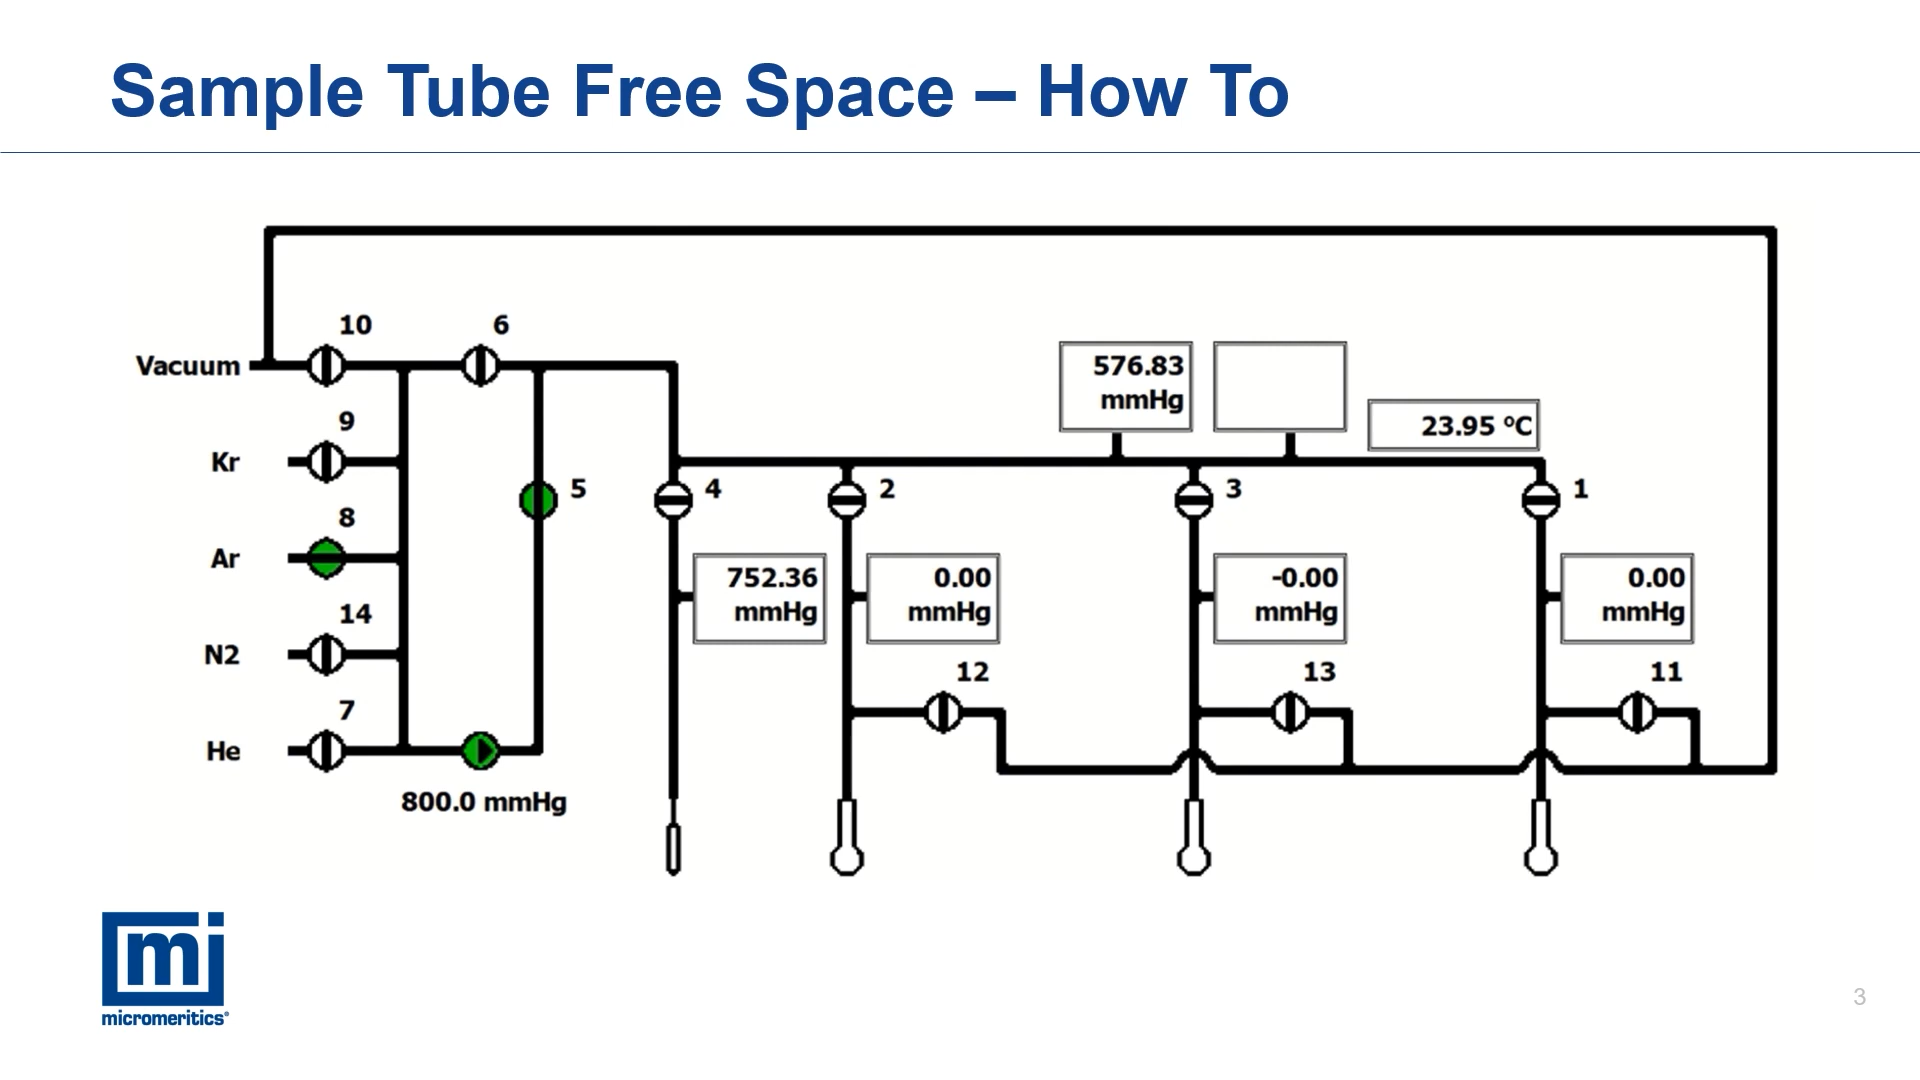 Sample Tube Free Space – How To
10
6
Vacuum
576.83
mmHg
23.95 °C
9
Kr
5
4
2
3
1
8
Ar
752.36
mmHg
0.00
mmHg
-0.00
mmHg
0.00
mmHg
14
N2
12
13
11
7
He
800.0 mmHg
mi
micromeritics®
3